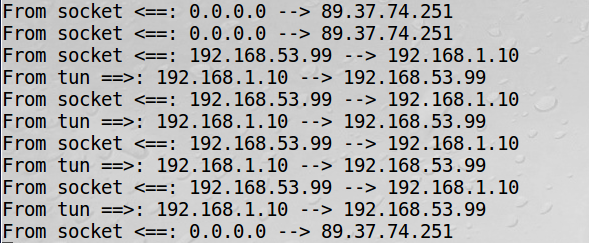 From socket <==: 0.0.0.0 --> 89.37.74.251
From socket <==: 0.0.0.0 --> 89.37.74.251
From socket <==: 192.168.53.99 --> 192.168.1.10
From tun ==>: 192.168.1.10 --> 192.168.53.99
From socket <==: 192.168.53.99 --> 192.168.1.10
From tun ==>: 192.168.1.10 --> 192.168.53.99
From socket <==: 192.168.53.99 --> 192.168.1.10
From tun ==>: 192.168.1.10 --> 192.168.53.99
From socket <==: 192.168.53.99 --> 192.168.1.10
From tun ==>: 192.168.1.10 --> 192.168.53.99
From socket <==: 0.0.0.0 --> 89.37.74.251